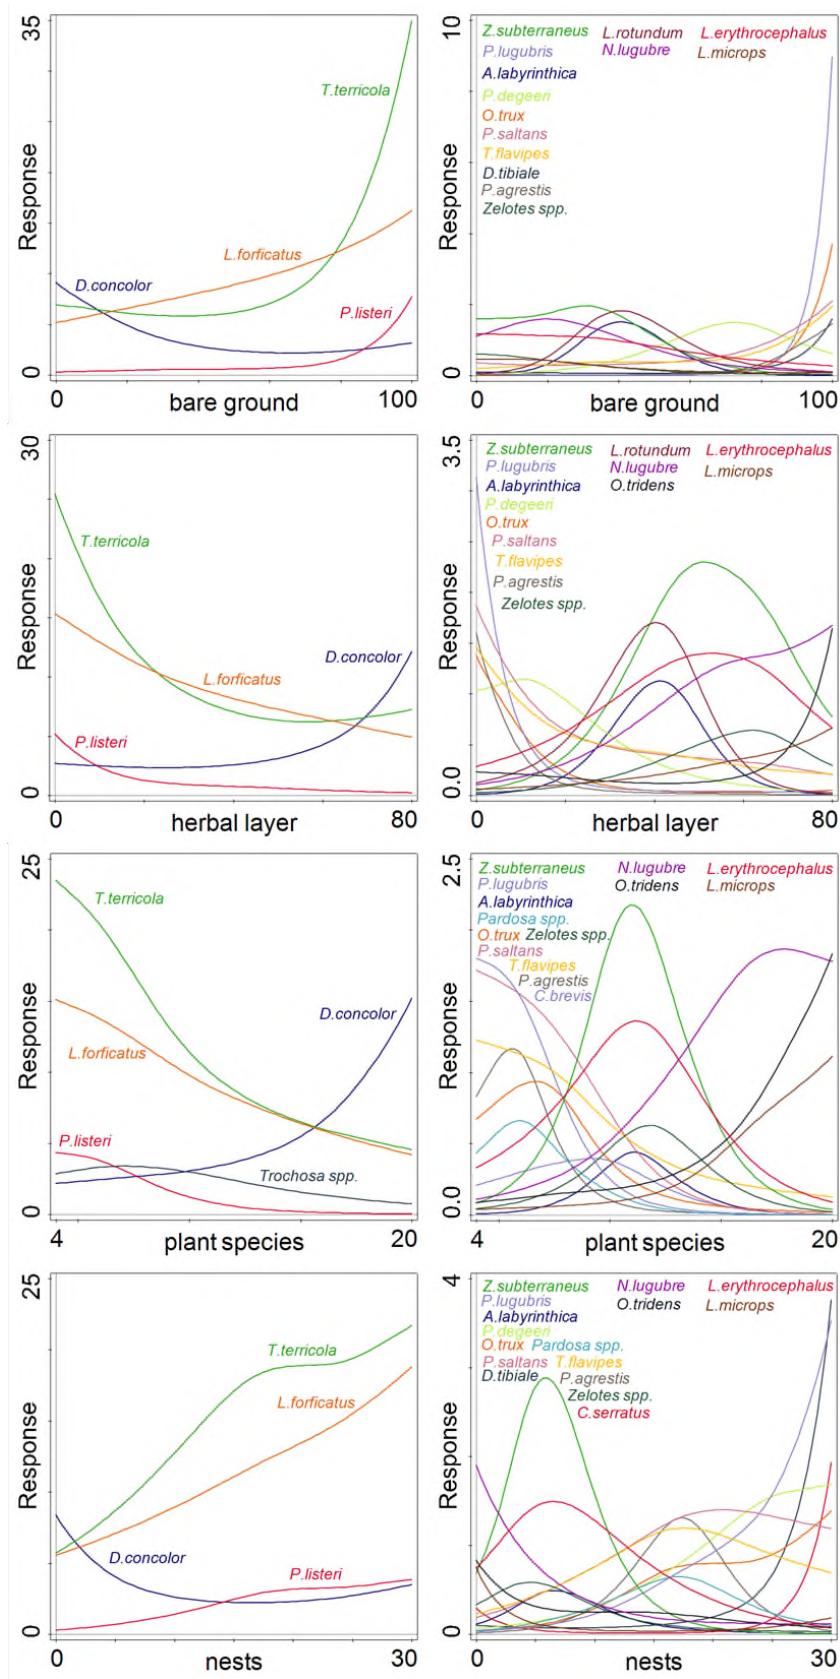 35
Response
T.terricola
L.forficatus
D.concolor
P.listeri
0
0
bare ground
100
10
Response
Z.subterraneus L.rotundum L.erythrocephalus
P.lugubris N.lugubre L.microps
A.labyrinthica
P.degeeri
O.trux
P.saltans
T.flavipes
D.tibiale
P.agrestis
Zelotes spp.
0
0
bare ground
100
30
Response
T.terricola
D.concolor
L.forficatus
P.listeri
0
0
herbal layer
80
3.5
Response
Z.subterraneus L.rotundum L.erythrocephalus
P.lugubris N.lugubre L.microps
A.labyrinthica O.tridens
P.degeeri
O.trux
P.saltans
T.flavipes
P.agrestis
Zelotes spp.
0.0
0
herbal layer
80
25
Response
T.terricola
D.concolor
L.forficatus
P.listeri
Trochosa spp.
0
4
plant species
20
2.5
Response
Z.subterraneus N.lugubre L.erythrocephalus
P.lugubris O.tridens L.microps
A.labyrinthica
Pardosa spp.
O.trux Zelotes spp.
P.saltans
T.flavipes
P.agrestis
C.brevis
0.0
4
plant species
20
25
Response
T.terricola
L.forficatus
D.concolor
P.listeri
0
0
nests
30
4
Response
Z.subterraneus N.lugubre L.erythrocephalus
P.lugubris O.tridens L.microps
A.labyrinthica
P.degeeri
O.trux Pardosa spp.
P.saltans T.flavipes
D.tibiale P.agrestis
Zelotes spp.
C.serratus
0
0
nests
30